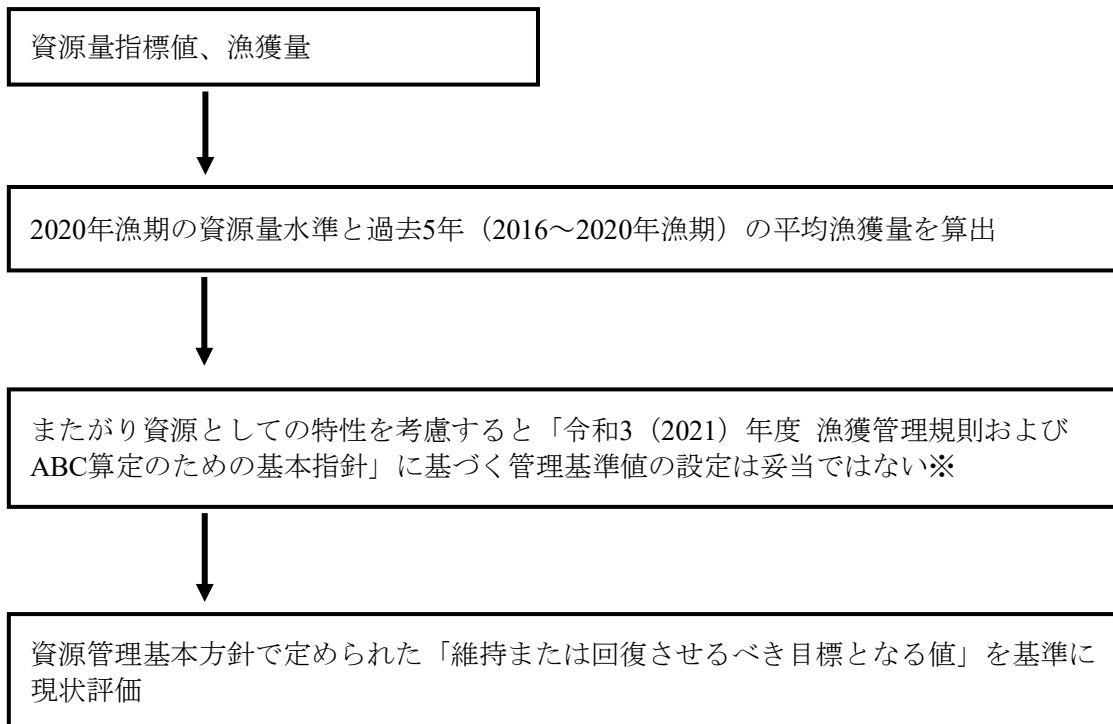 資源量指標値、漁獲量
2020年漁期の資源量水準と過去5年（2016～2020年漁期）の平均漁獲量を算出
またがり資源としての特性を考慮すると「令和3（2021）年度 漁獲管理規則および
ABC算定のための基本指針」に基づく管理基準値の設定は妥当ではない※
資源管理基本方針で定められた「維持または回復させるべき目標となる値」を基準に
現状評価